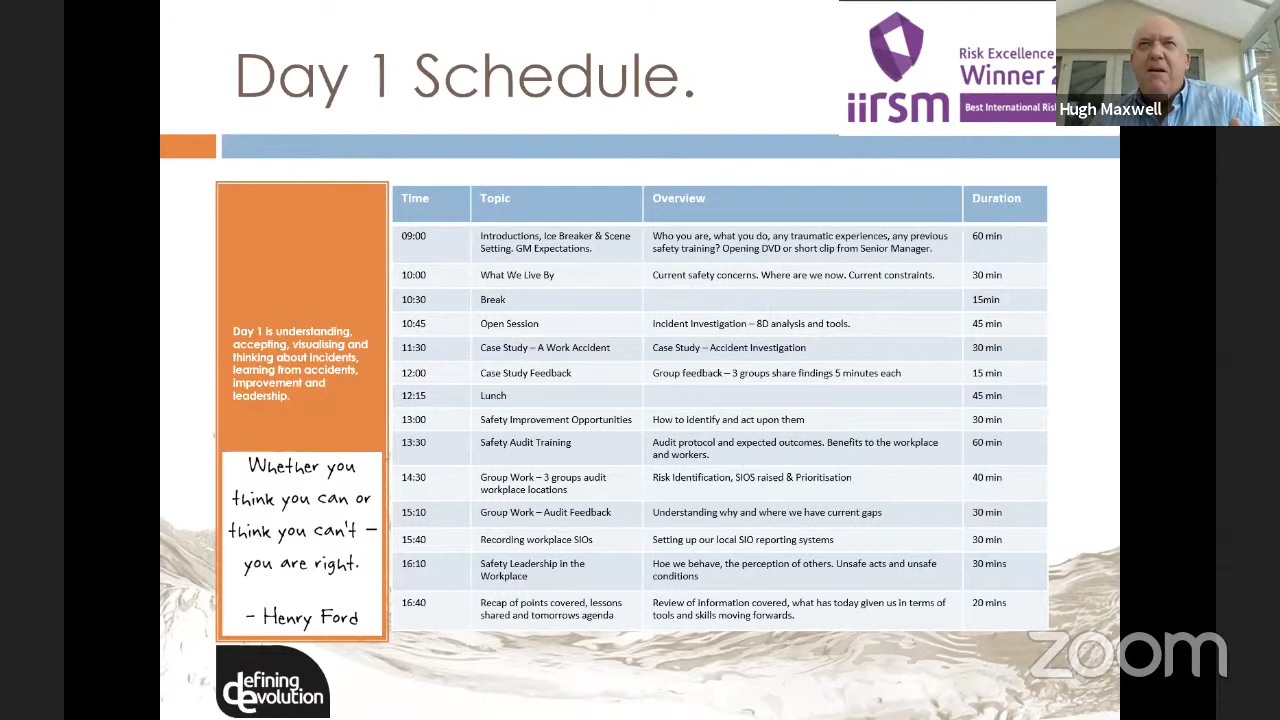 Day 1 Schedule.
Risk Excellence
Winner 2
iirsm
Best International Ris
Hugh Maxwell
Day 1 is understanding,
accepting, visualising and
thinking about incidents,
learning from accidents,
improvement and
leadership.
Whether you
think you can or
think you can't –
you are right.
– Henry Ford
Time Topic Overview Duration
09:00 Introductions, Ice Breaker & Scene Who you are, what you do, any traumatic experiences, any previous 60 min
Setting. GM Expectations. safety training? Opening DVD or short clip from Senior Manager.
10:00 What We Live By Current safety concerns. Where are we now. Current constraints. 30 min
10:30 Break 15min
10:45 Open Session Incident Investigation – 8D analysis and tools. 45 min
11:30 Case Study – A Work Accident Case Study – Accident Investigation 30 min
12:00 Case Study Feedback Group feedback – 3 groups share findings 5 minutes each 15 min
12:15 Lunch 45 min
13:00 Safety Improvement Opportunities How to identify and act upon them 30 min
13:30 Safety Audit Training Audit protocol and expected outcomes. Benefits to the workplace 60 min
and workers.
14:30 Group Work – 3 groups audit Risk Identification, SIOS raised & Prioritisation 40 min
workplace locations
15:10 Group Work – Audit Feedback Understanding why and where we have current gaps 30 min
15:40 Recording workplace SIOs Setting up our local SIO reporting systems 30 min
16:10 Safety Leadership in the Hoe we behave, the perception of others. Unsafe acts and unsafe 30 mins
Workplace conditions
16:40 Recap of points covered, lessons Review of information covered, what has today given us in terms of 20 mins
shared and tomorrows agenda tools and skills moving forwards.
defining
evolution
zoom